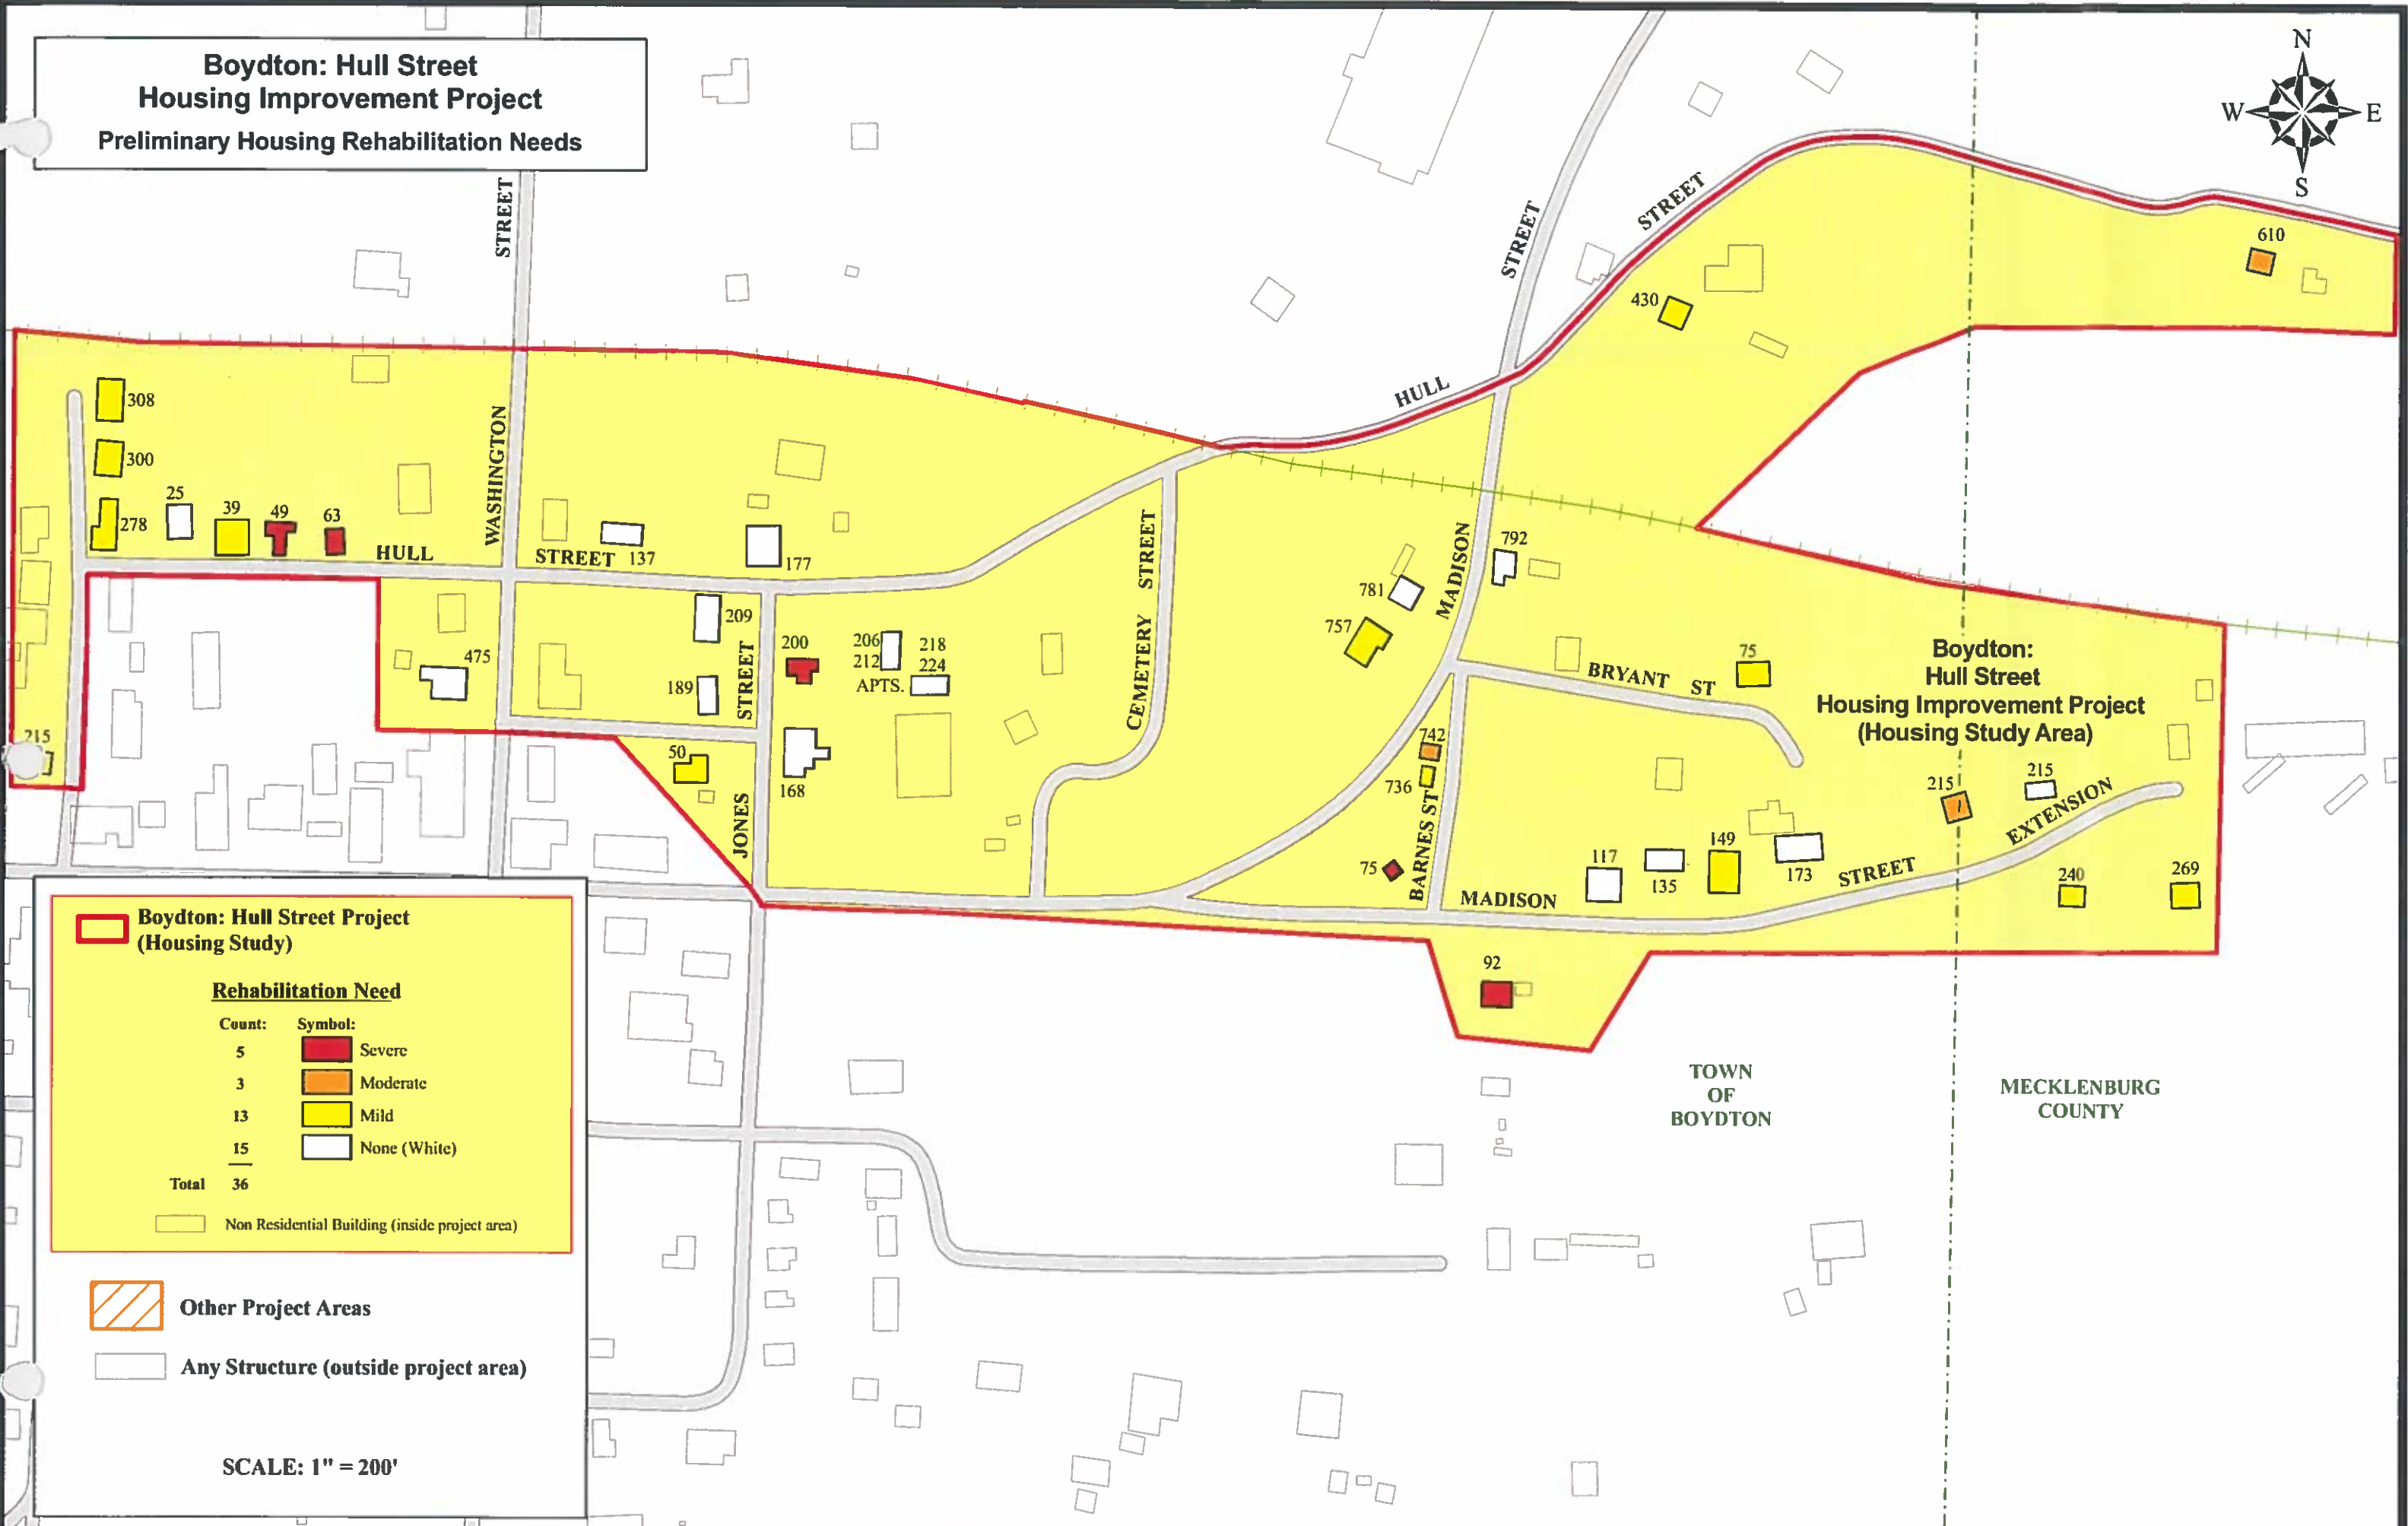 Boydton: Hull Street
Housing Improvement Project
Preliminary Housing Rehabilitation Needs
N
W
E
S
STREET
STREET
STREET
610
430
HULL
308
300
WASHINGTON
25
39
49
63
278
HULL
STREET
137
177
CEMETERY STREET
MADISON
792
781
757
209
475
200
206
218
212
224
APTS.
189
STREET
BRYANT ST
75
Boydton:
Hull Street
Housing Improvement Project
(Housing Study Area)
215
50
168
JONES
742
736
BARNES ST
75
215
215
EXTENSION
117
135
149
173
STREET
MADISON
240
269
92
TOWN
OF
BOYDTON
MECKLENBURG
COUNTY
Boydton: Hull Street Project
(Housing Study)
Rehabilitation Need
Count: Symbol:
5 Severe
3 Moderate
13 Mild
15 None (White)
Total 36
Non Residential Building (inside project area)
Other Project Areas
Any Structure (outside project area)
SCALE: 1" = 200'